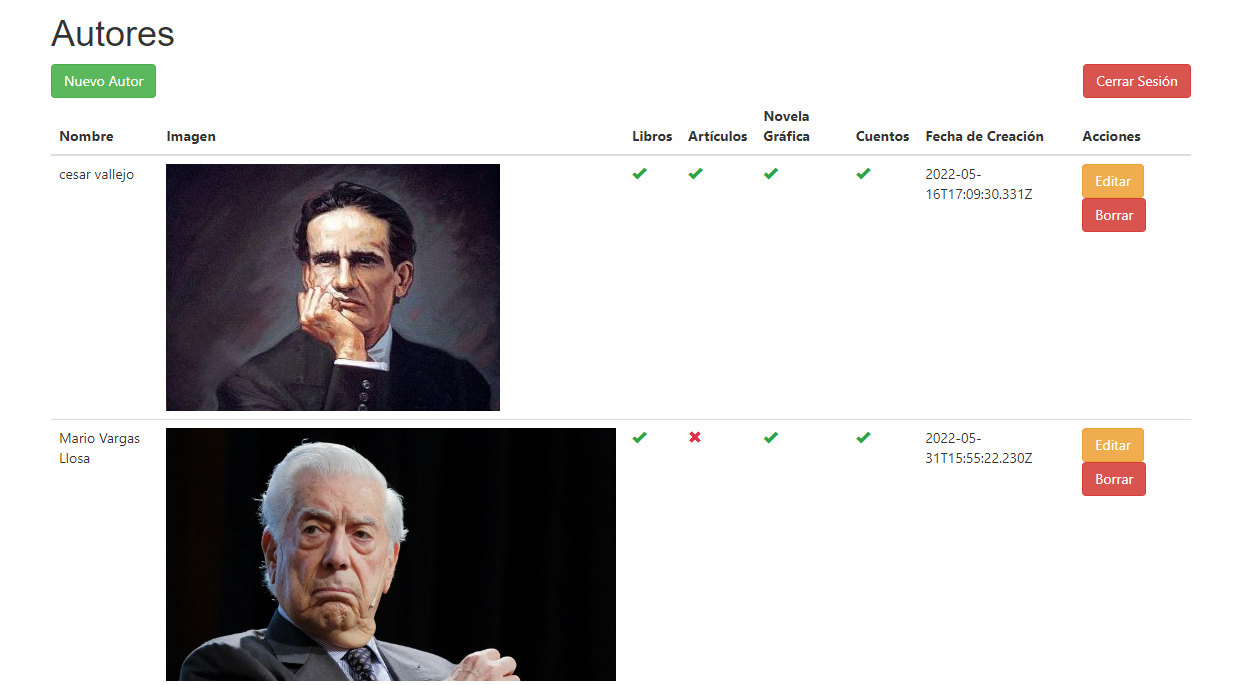 Autores
Nuevo Autor
Cerrar Sesión
Nombre
Imagen
Libros
Artículos
Novela
Gráfica
Cuentos
Fecha de Creación
Acciones
cesar vallejo
2022-05-
16T17:09:30.331Z
Editar
Borrar
Mario Vargas
Llosa
2022-05-
31T15:55:22.230Z
Editar
Borrar